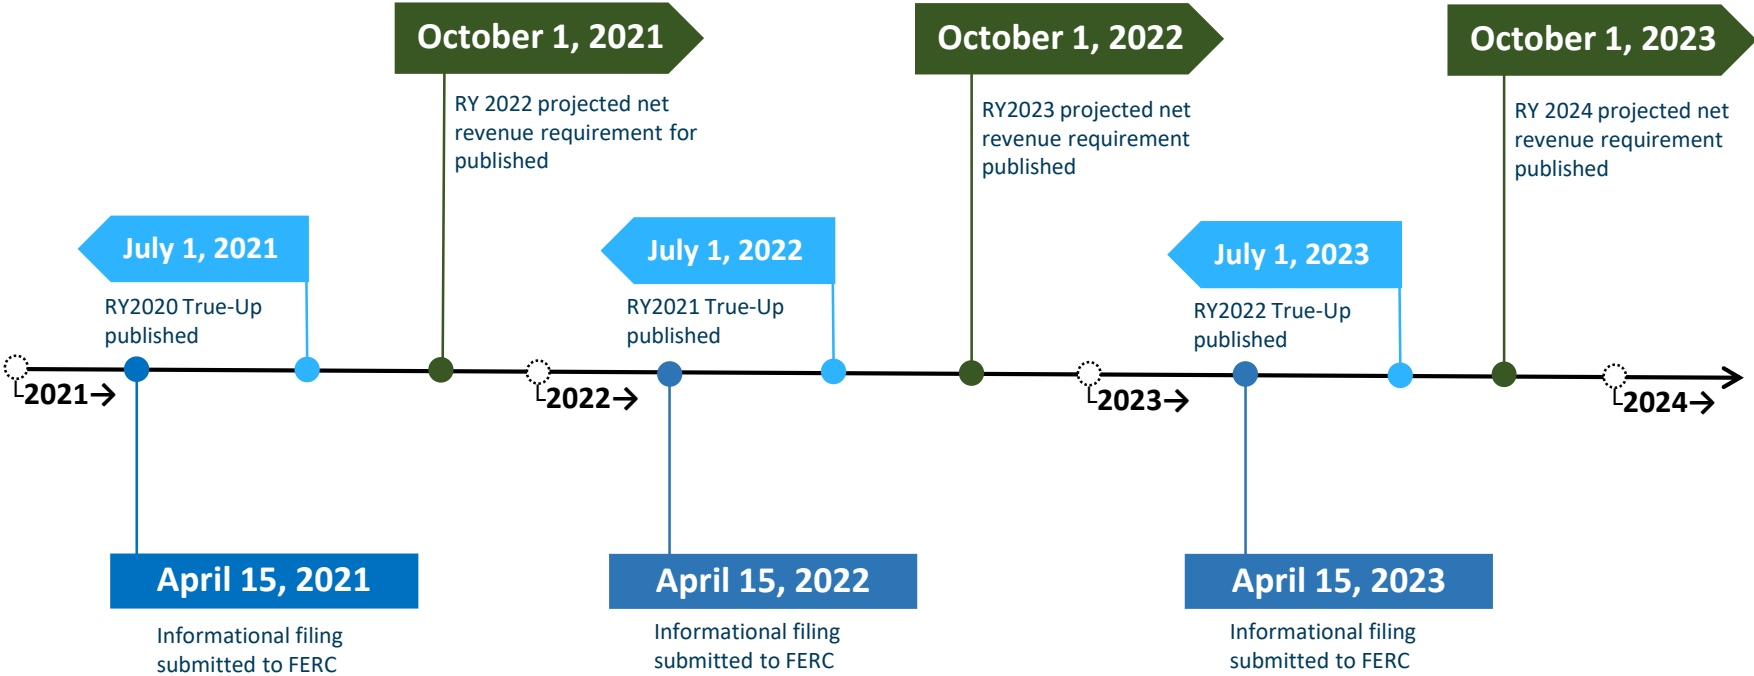 October 1, 2021
RY 2022 projected net
revenue requirement for
published
October 1, 2022
RY2023 projected net
revenue requirement
published
October 1, 2023
RY 2024 projected net
revenue requirement
published
July 1, 2021
RY2020 True-Up
published
July 1, 2022
RY2021 True-Up
published
July 1, 2023
RY2022 True-Up
published
2021→
2022→
2023→
2024→
April 15, 2021
Informational filing
submitted to FERC
April 15, 2022
Informational filing
submitted to FERC
April 15, 2023
Informational filing
submitted to FERC